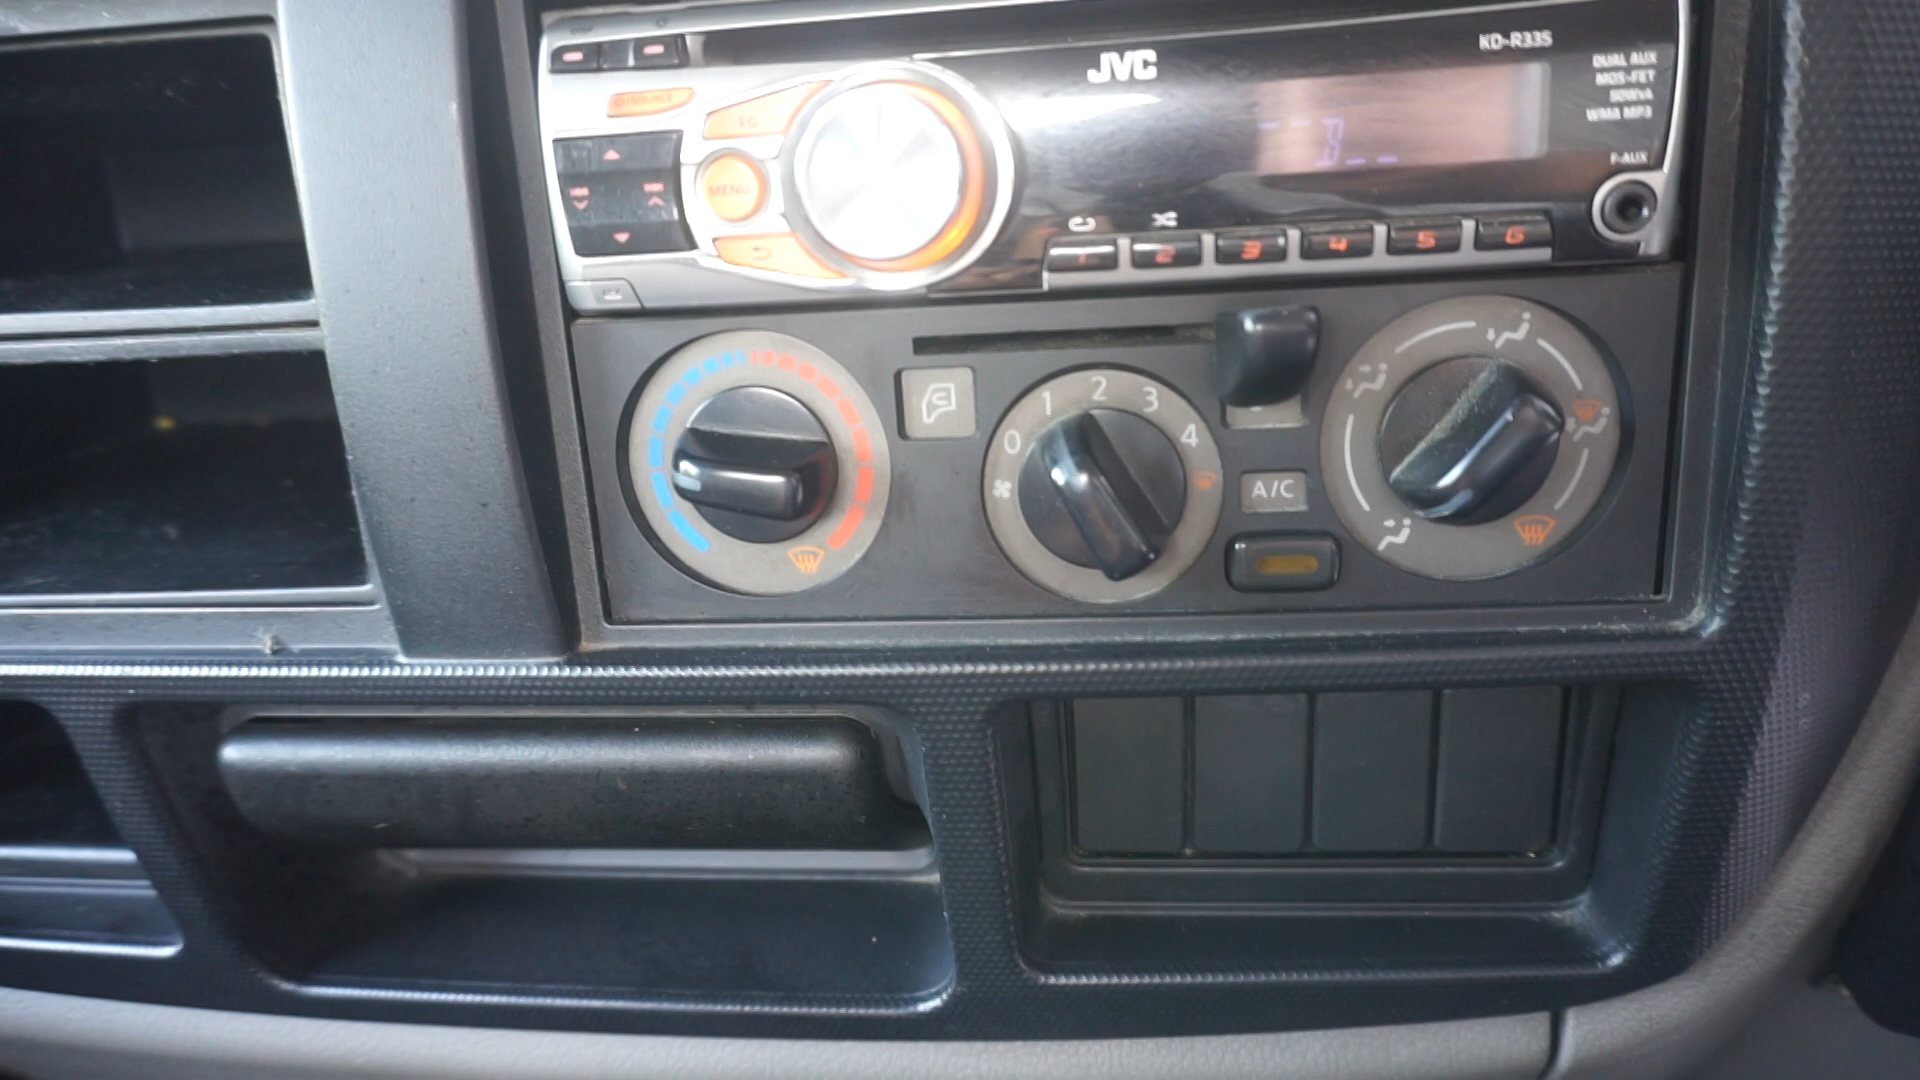 JVC
KD-R33S
DUAL AUX
MOS-FET
50Wx4
WMA MP3
F-AUX
SOURCE
EQ
MENU
1 2 3 4 5 6
0 1 2 3 4
A/C